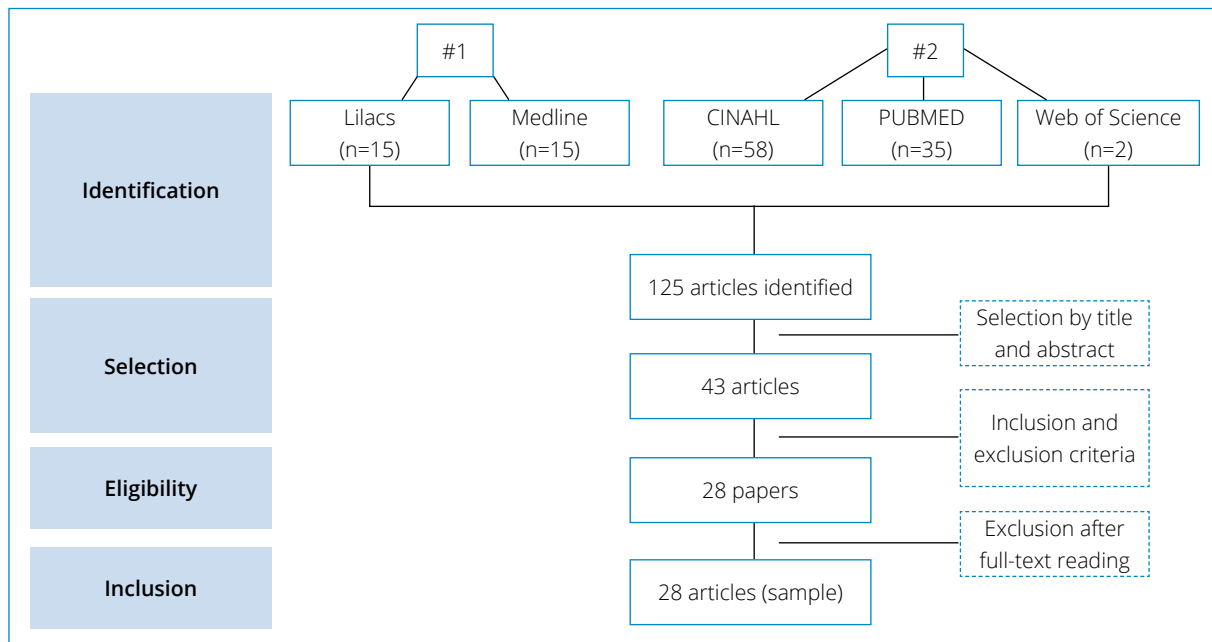 #1
#2
Lilacs
(n=15)
Medline
(n=15)
CINAHL
(n=58)
PUBMED
(n=35)
Web of Science
(n=2)
Identification
125 articles identified
Selection by title
and abstract
Selection
43 articles
Inclusion and
exclusion criteria
Eligibility
28 papers
Exclusion after
full-text reading
Inclusion
28 articles (sample)